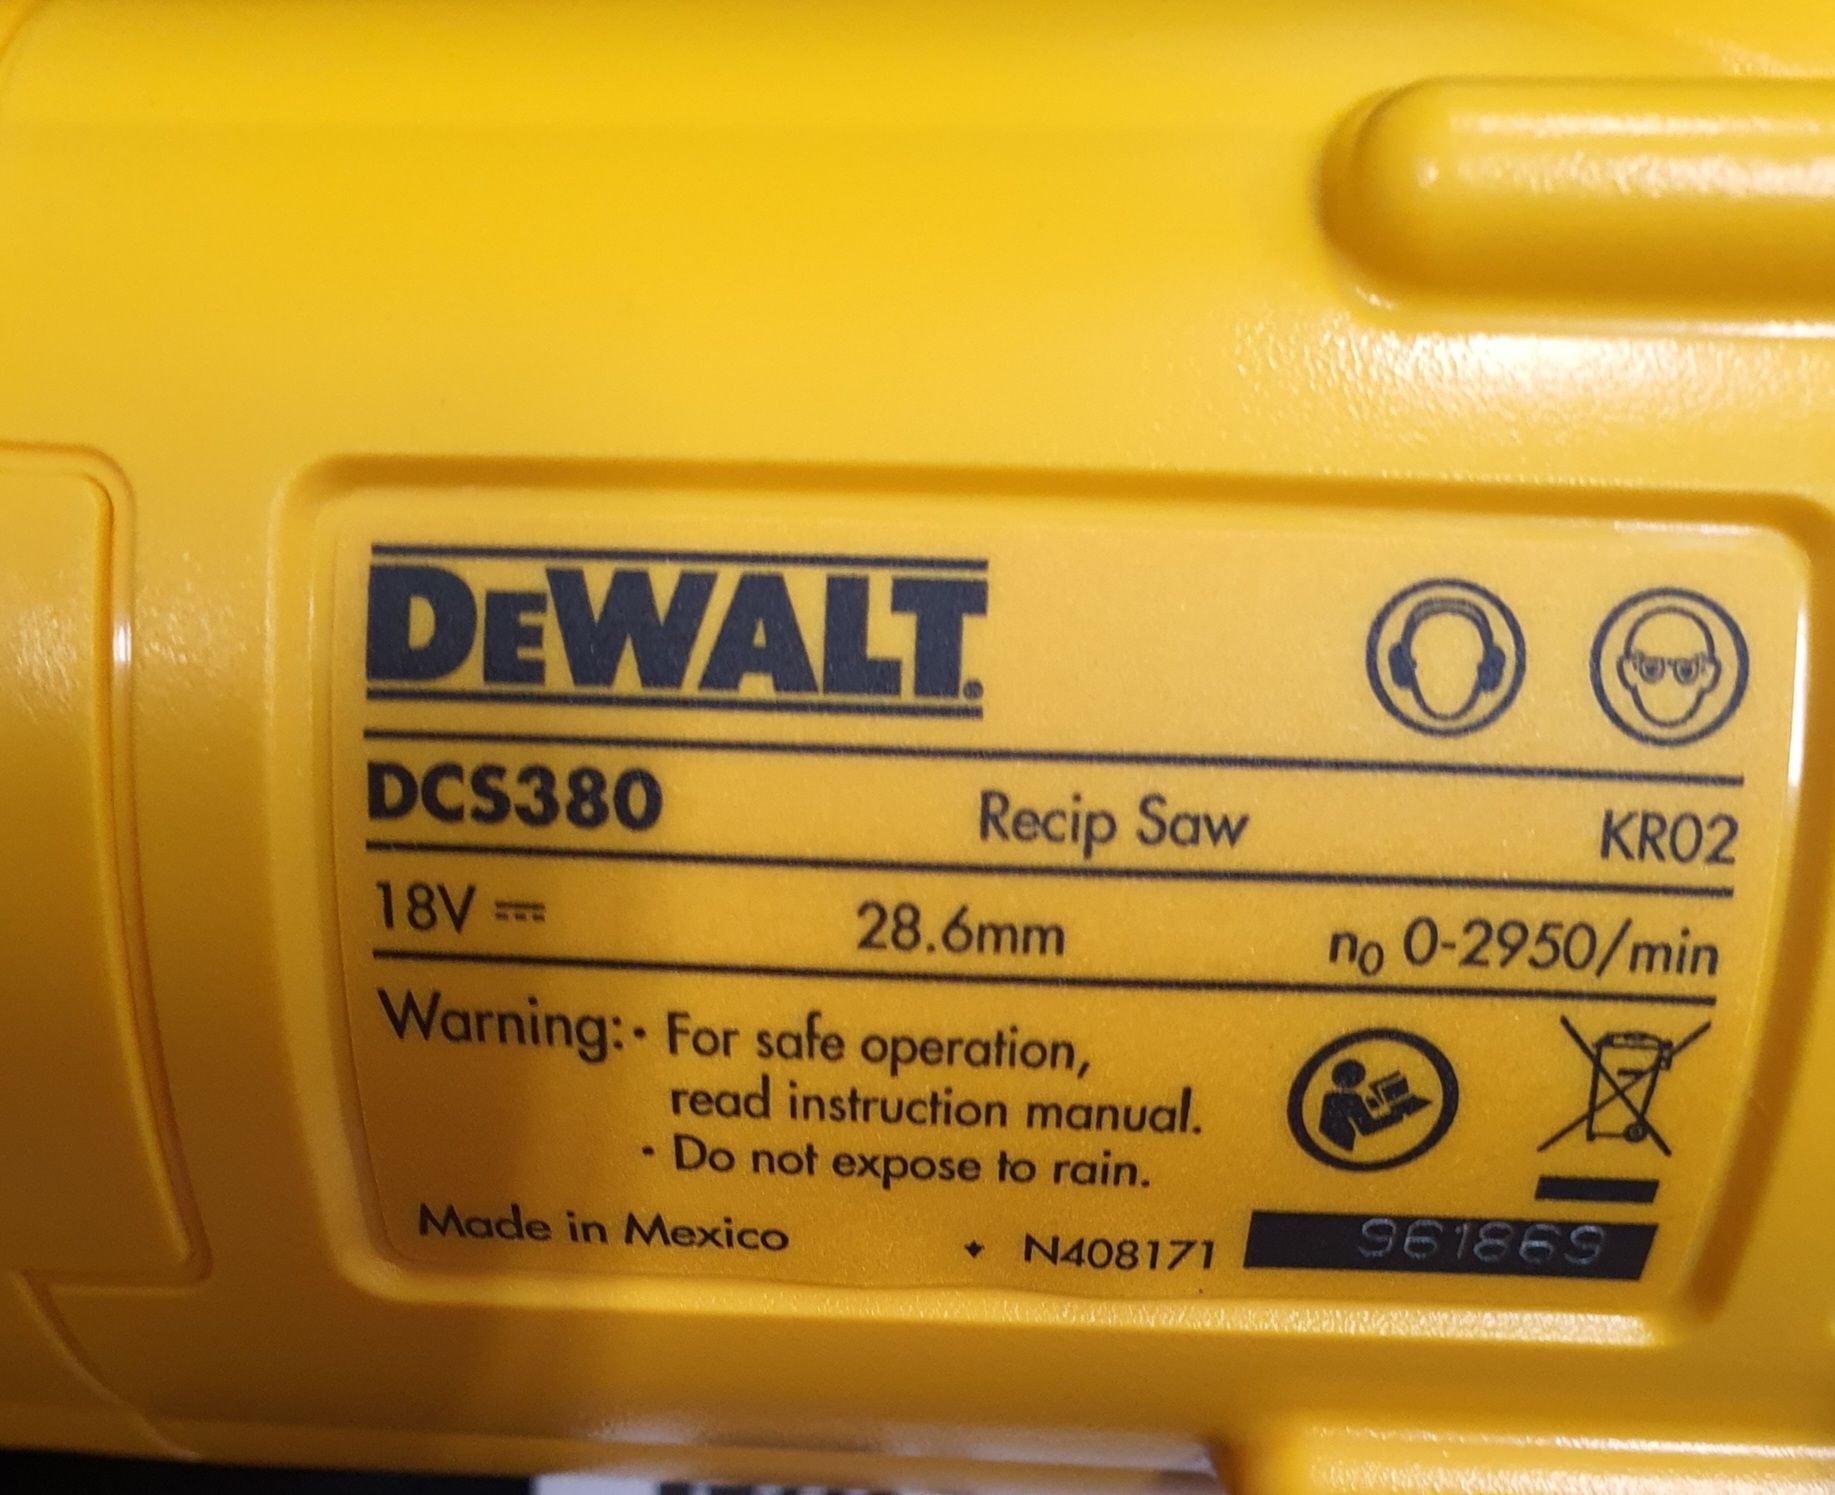 DEWALT®
DCS380 Recip Saw KR02
18V ⎓ 28.6mm n₀ 0-2950/min
Warning: • For safe operation,
read instruction manual.
• Do not expose to rain.
Made in Mexico ✦ N408171 961869